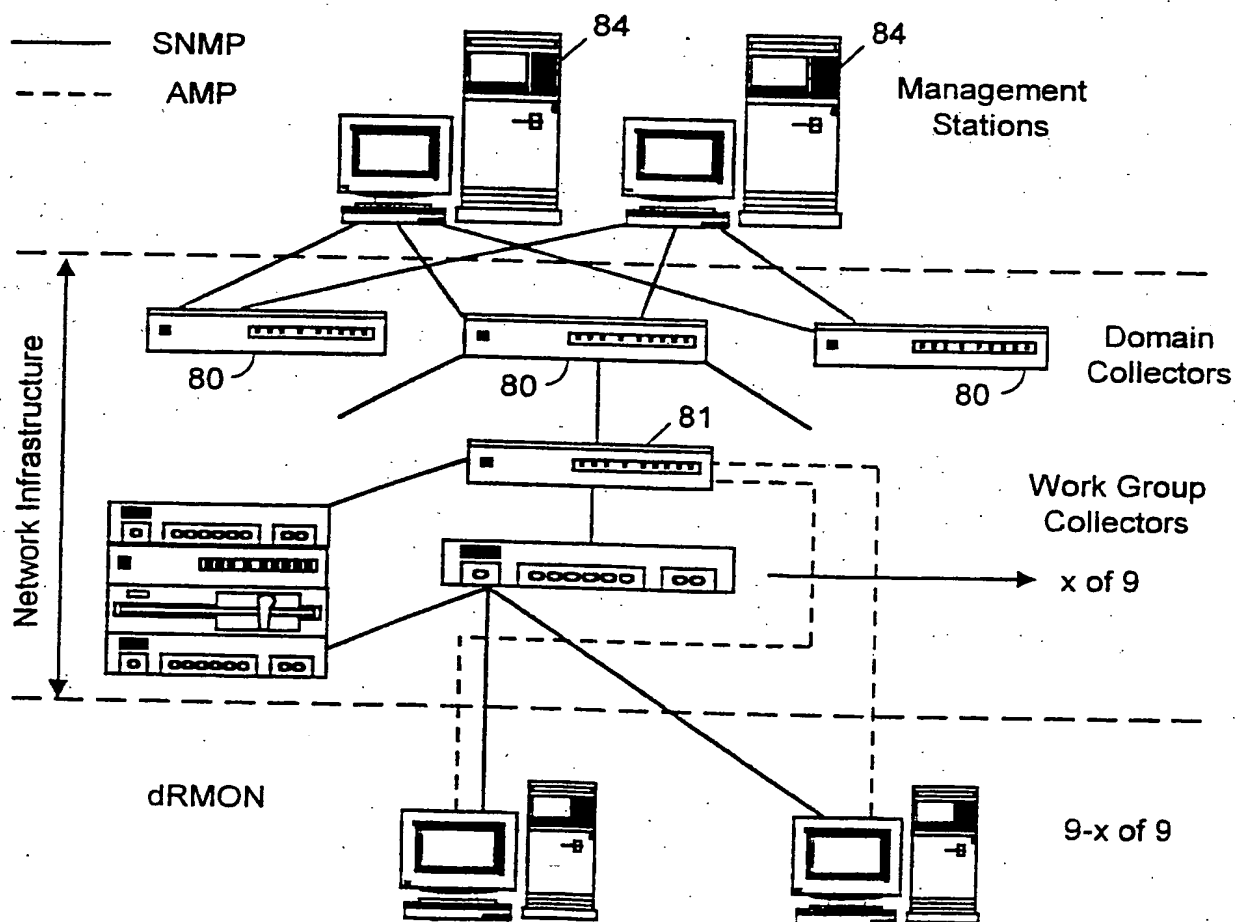 SNMP
AMP
84
84
Management
Stations
Network Infrastructure
80
80
80
Domain
Collectors
81
Work Group
Collectors
x of 9
dRMON
9-x of 9